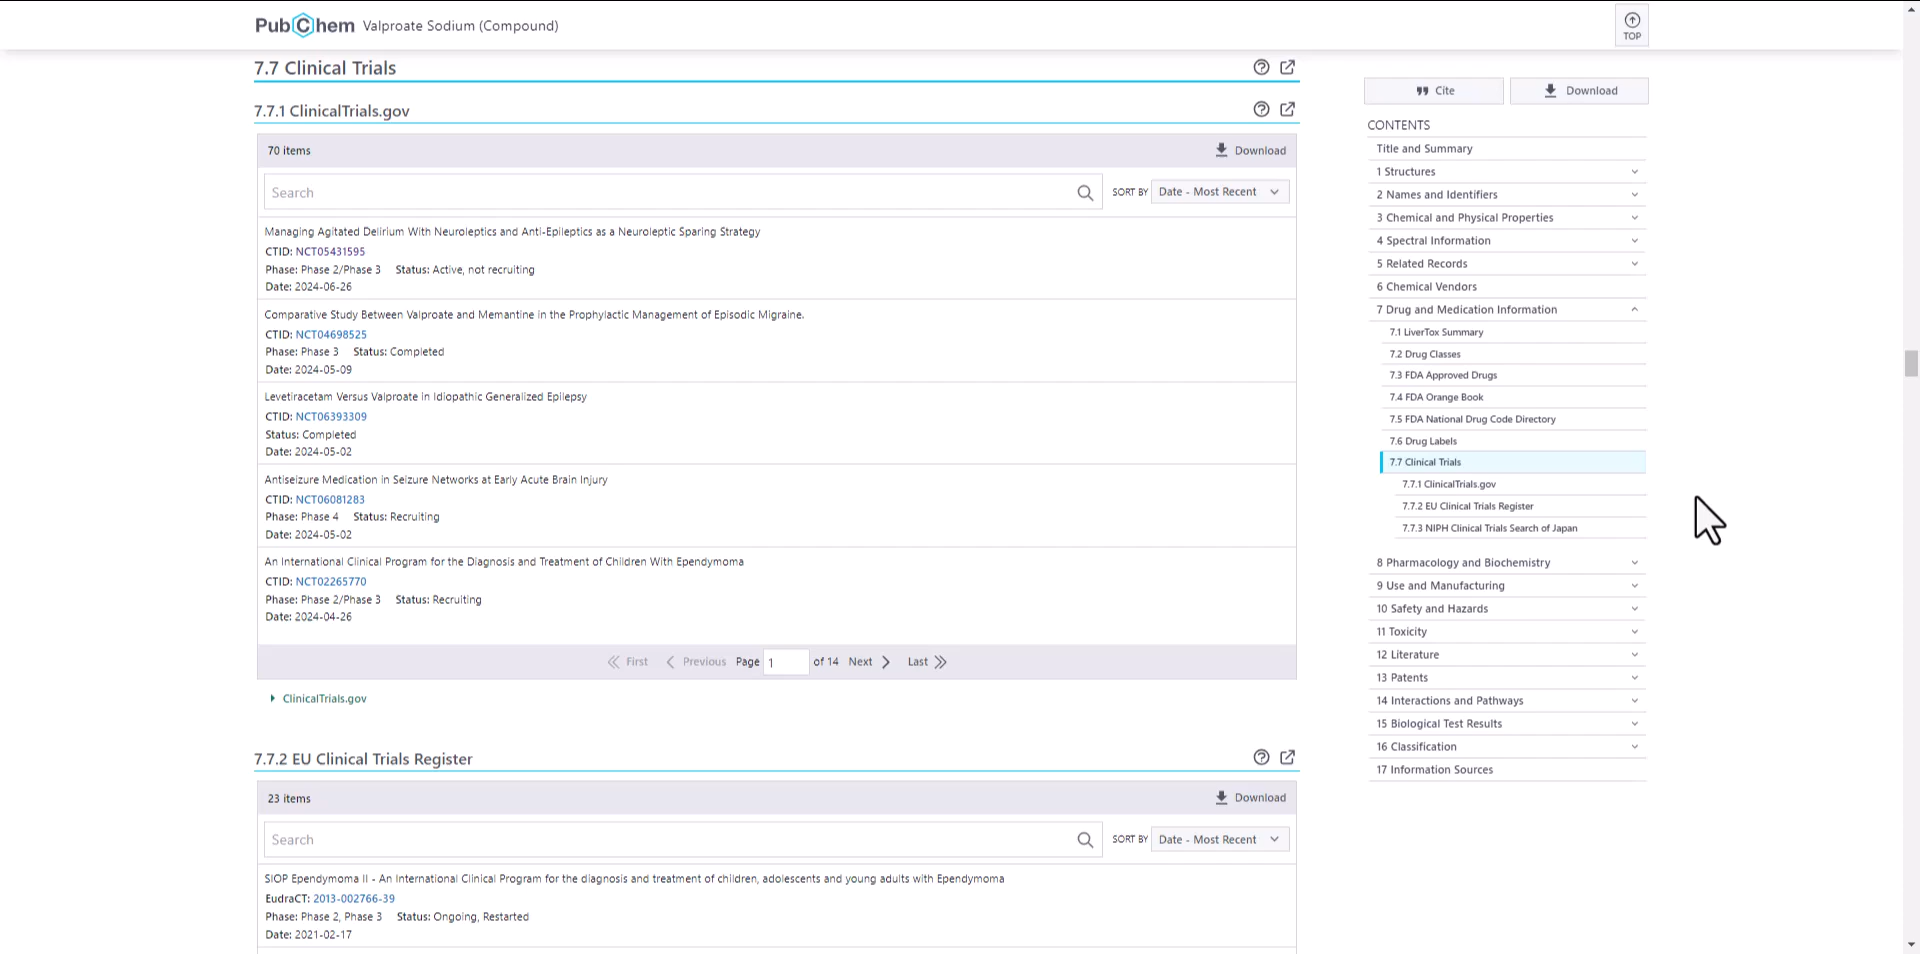 PubChem Valproate Sodium (Compound)
TOP
7.7 Clinical Trials
7.7.1 ClinicalTrials.gov
70 items
Download
Search
SORT BY Date - Most Recent
Managing Agitated Delirium With Neuroleptics and Anti-Epileptics as a Neuroleptic Sparing Strategy
CTID: NCT05431595
Phase: Phase 2/Phase 3 Status: Active, not recruiting
Date: 2024-06-26
Comparative Study Between Valproate and Memantine in the Prophylactic Management of Episodic Migraine.
CTID: NCT04698525
Phase: Phase 3 Status: Completed
Date: 2024-05-09
Levetiracetam Versus Valproate in Idiopathic Generalized Epilepsy
CTID: NCT06393309
Status: Completed
Date: 2024-05-02
Antiseizure Medication in Seizure Networks at Early Acute Brain Injury
CTID: NCT06081283
Phase: Phase 4 Status: Recruiting
Date: 2024-05-02
An International Clinical Program for the Diagnosis and Treatment of Children With Ependymoma
CTID: NCT02265770
Phase: Phase 2/Phase 3 Status: Recruiting
Date: 2024-04-26
First Previous Page 1 of 14 Next Last
ClinicalTrials.gov
7.7.2 EU Clinical Trials Register
23 items
Download
Search
SORT BY Date - Most Recent
SIOP Ependymoma II - An International Clinical Program for the diagnosis and treatment of children, adolescents and young adults with Ependymoma
EudraCT: 2013-002766-39
Phase: Phase 2, Phase 3 Status: Ongoing, Restarted
Date: 2021-02-17
Cite
Download
CONTENTS
Title and Summary
1 Structures
2 Names and Identifiers
3 Chemical and Physical Properties
4 Spectral Information
5 Related Records
6 Chemical Vendors
7 Drug and Medication Information
7.1 LiverTox Summary
7.2 Drug Classes
7.3 FDA Approved Drugs
7.4 FDA Orange Book
7.5 FDA National Drug Code Directory
7.6 Drug Labels
7.7 Clinical Trials
7.7.1 ClinicalTrials.gov
7.7.2 EU Clinical Trials Register
7.7.3 NIPH Clinical Trials Search of Japan
8 Pharmacology and Biochemistry
9 Use and Manufacturing
10 Safety and Hazards
11 Toxicity
12 Literature
13 Patents
14 Interactions and Pathways
15 Biological Test Results
16 Classification
17 Information Sources